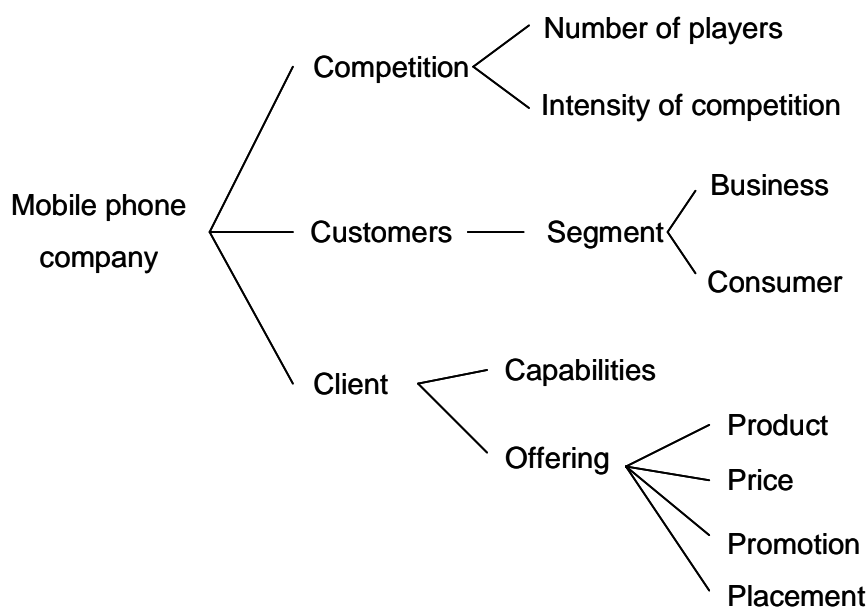 Number of players
Competition
Intensity of competition
Mobile phone
company
Business
Customers
Segment
Consumer
Client
Capabilities
Offering
Product
Price
Promotion
Placement